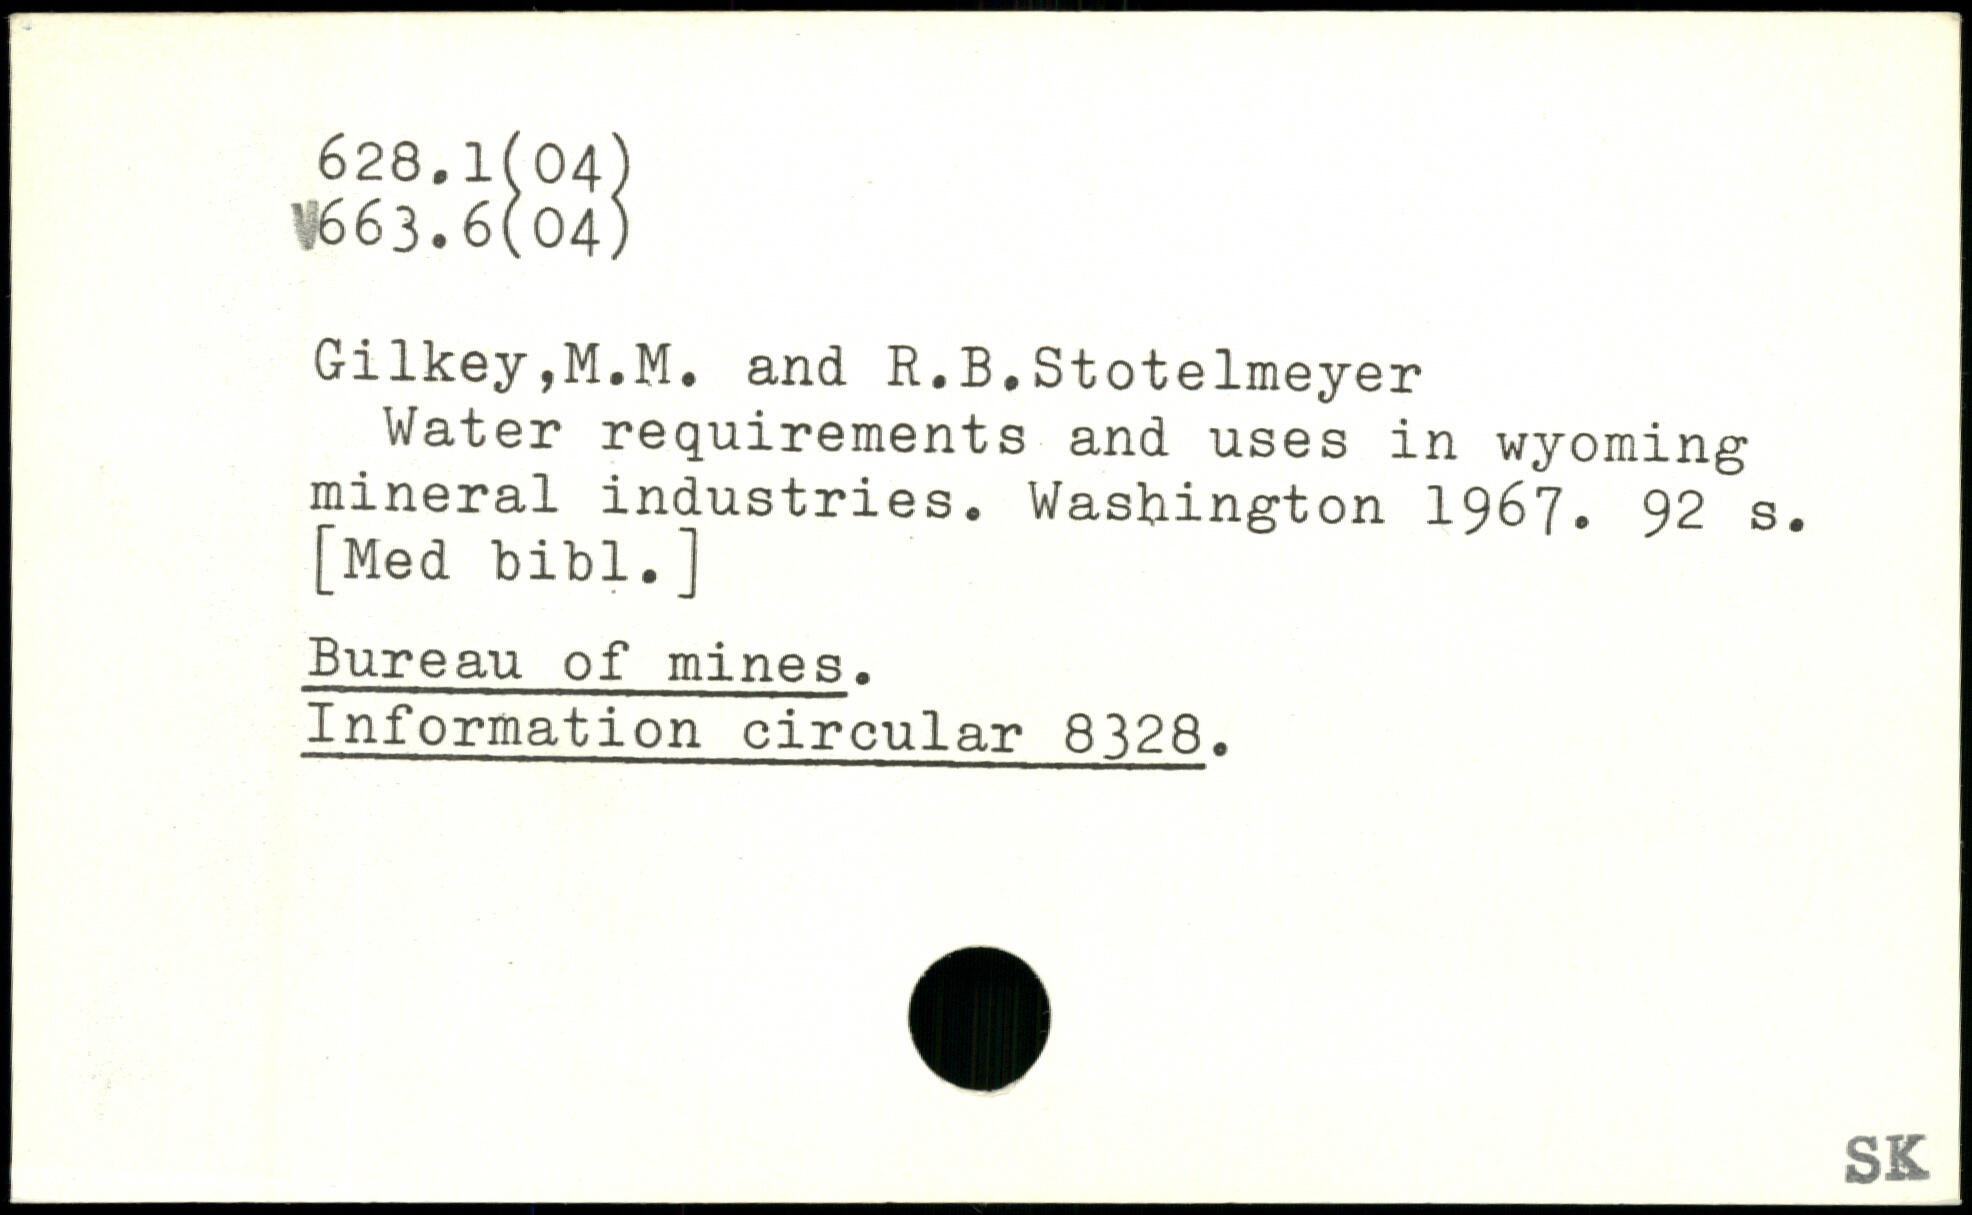 628.1(04)
V663.6(04)
Gilkey,M.M. and R.B.Stotelmeyer
Water requirements and uses in wyoming
mineral industries. Washington 1967. 92 s.
[Med bibl.]
Bureau of mines.
Information circular 8328.
SK